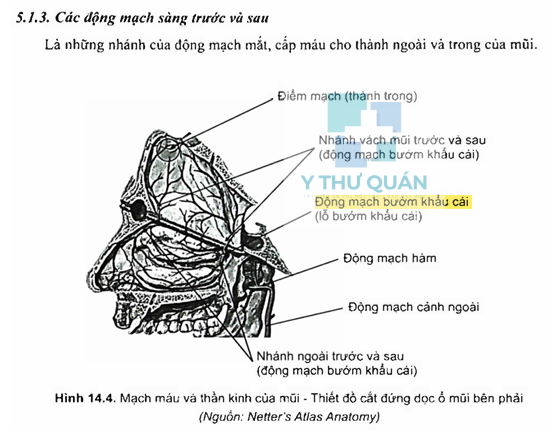 5.1.3. Các động mạch sàng trước và sau
Là những nhánh của động mạch mắt, cấp máu cho thành ngoài và trong của mũi.
Điểm mạch (thành trong)
Nhánh vách mũi trước và sau
(động mạch bướm khẩu cái)
Y THƯ QUÁN
Động mạch bướm khẩu cái
(lỗ bướm khẩu cái)
Động mạch hàm
Động mạch cảnh ngoài
Nhánh ngoài trước và sau
(động mạch bướm khẩu cái)
Hình 14.4. Mạch máu và thần kinh của mũi - Thiết đồ cắt đứng dọc ổ mũi bên phải
(Nguồn: Netter's Atlas Anatomy)